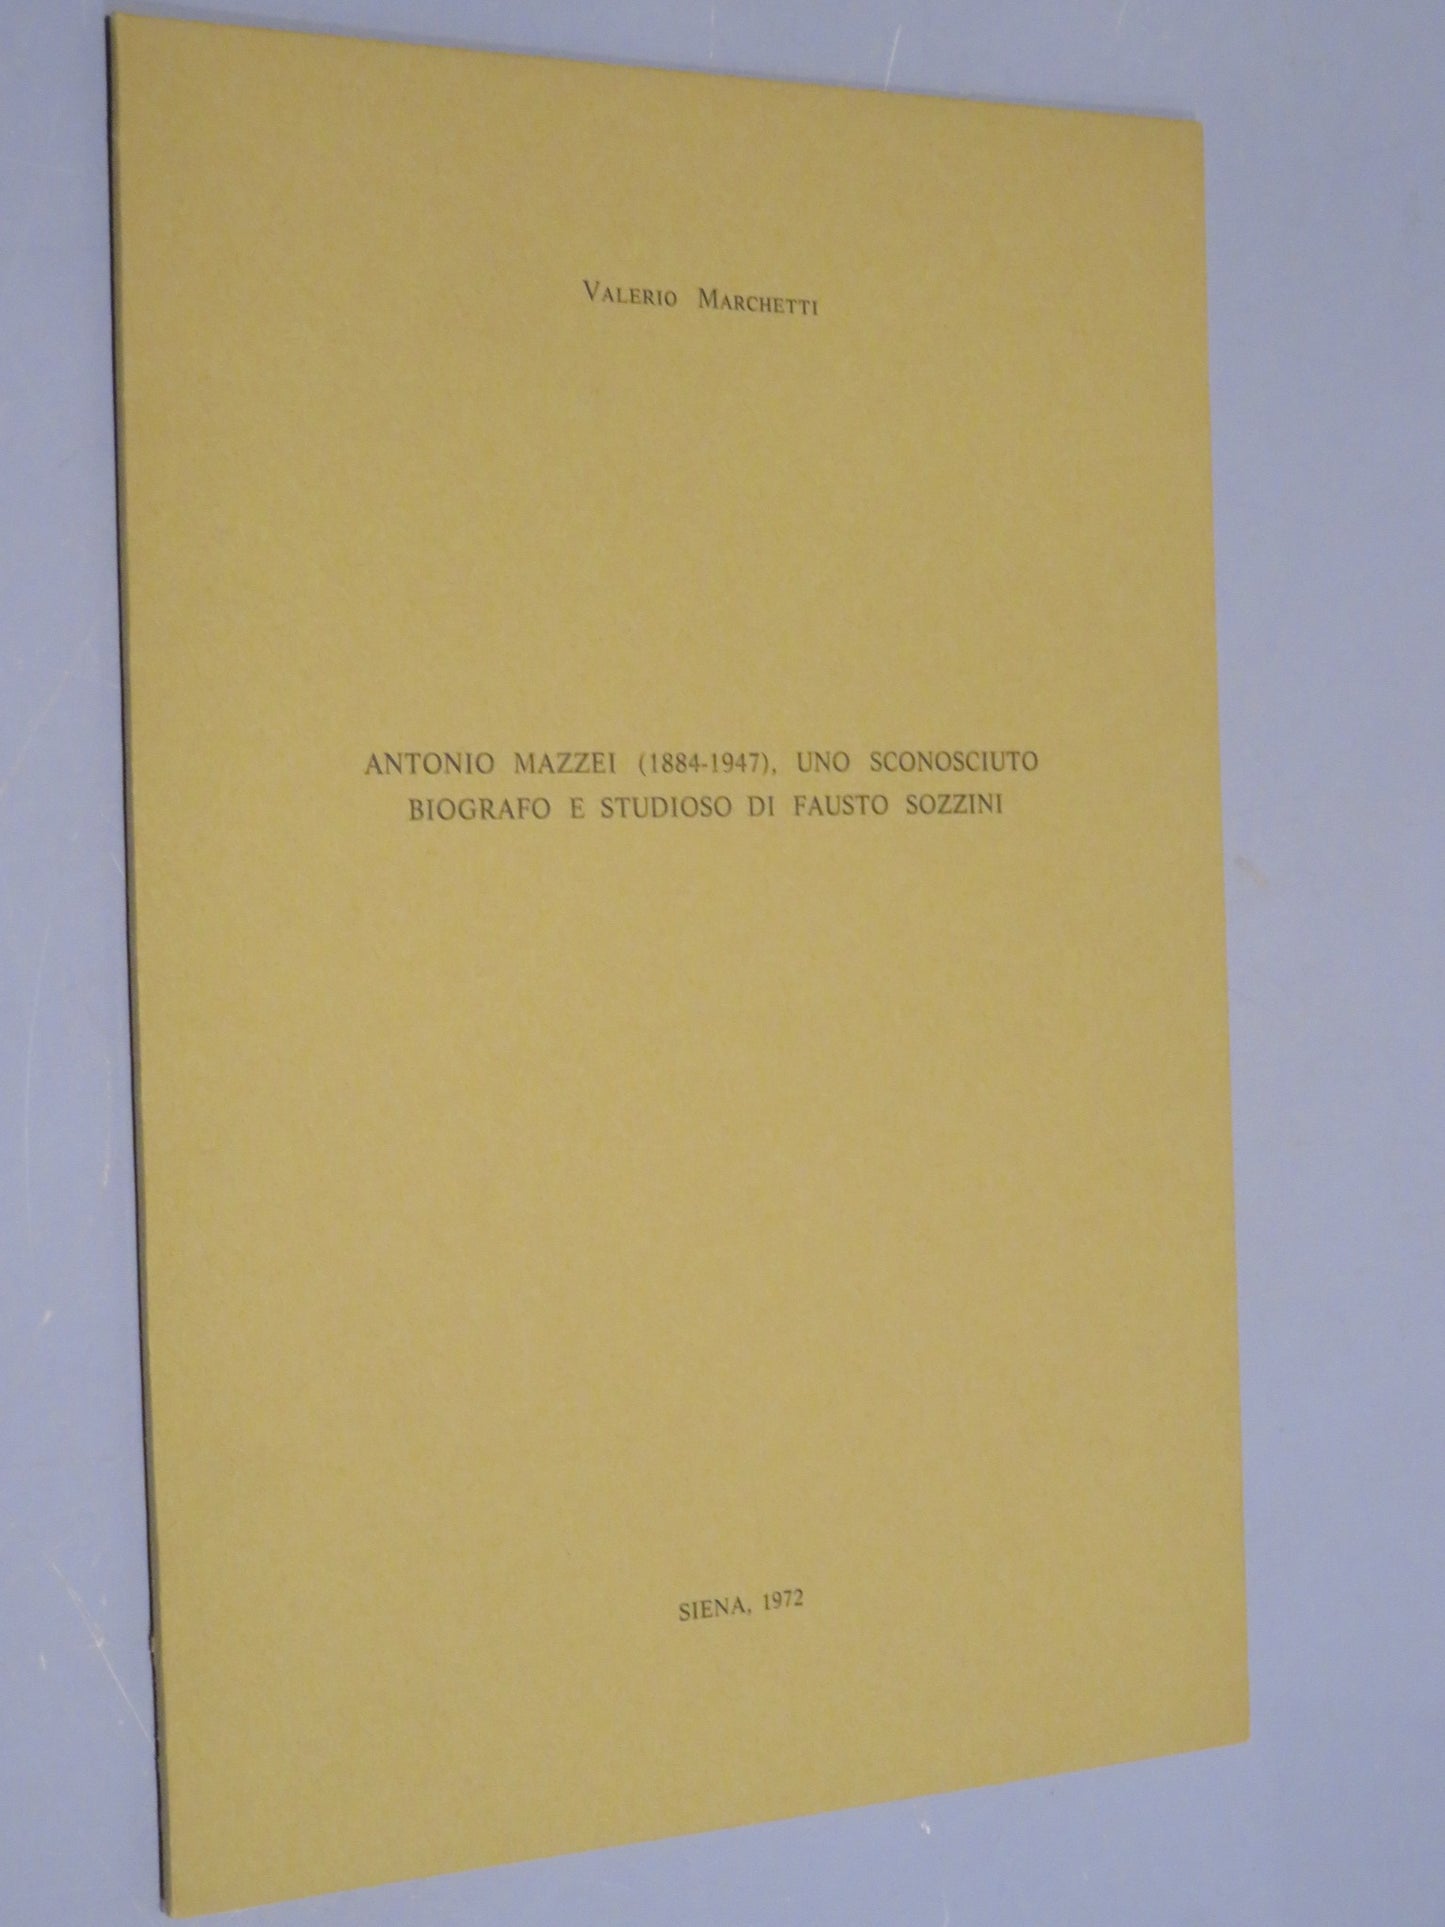 Valerio Marchetti
ANTONIO MAZZEI (1884-1947), UNO SCONOSCIUTO
BIOGRAFO E STUDIOSO DI FAUSTO SOZZINI
SIENA, 1972